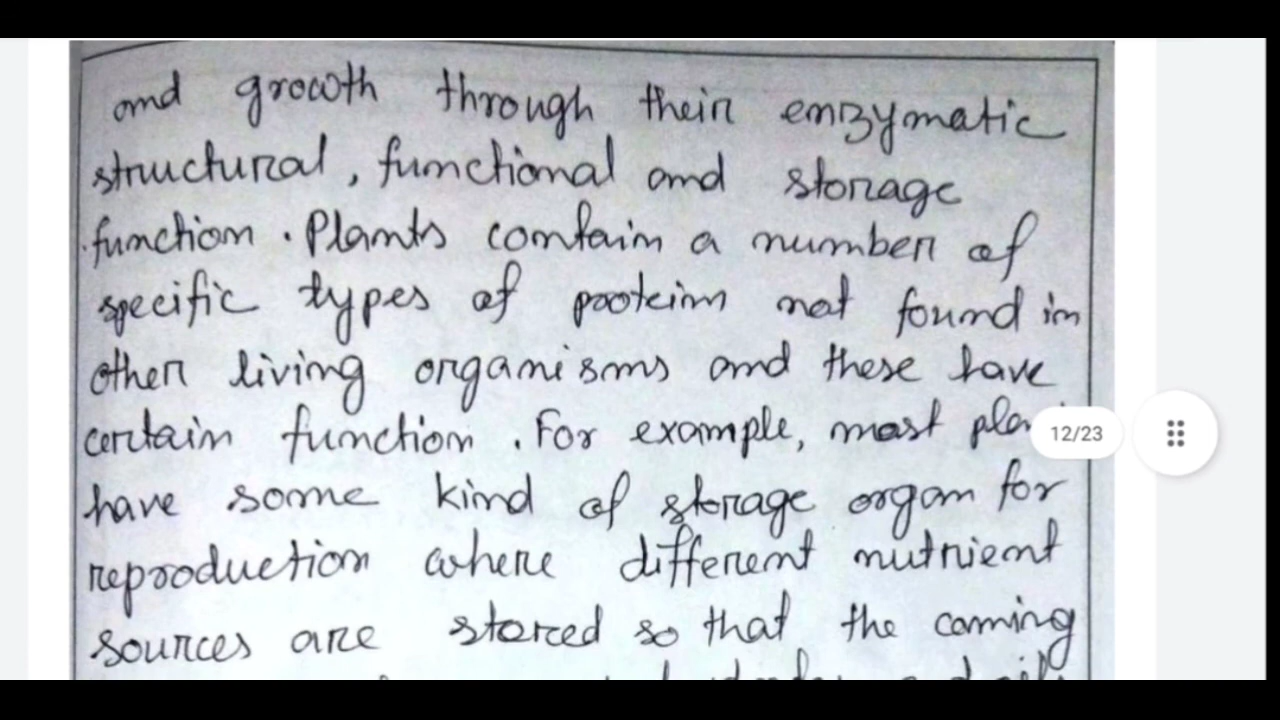 and growth through their enzymatic
structural, functional and storage
function. Plants contain a number of
specific types of protein not found in
other living organisms and these have
certain function. For example, most
12/23
have some kind of storage organ for
reproduction where different nutrient
sources are stored so that the coming